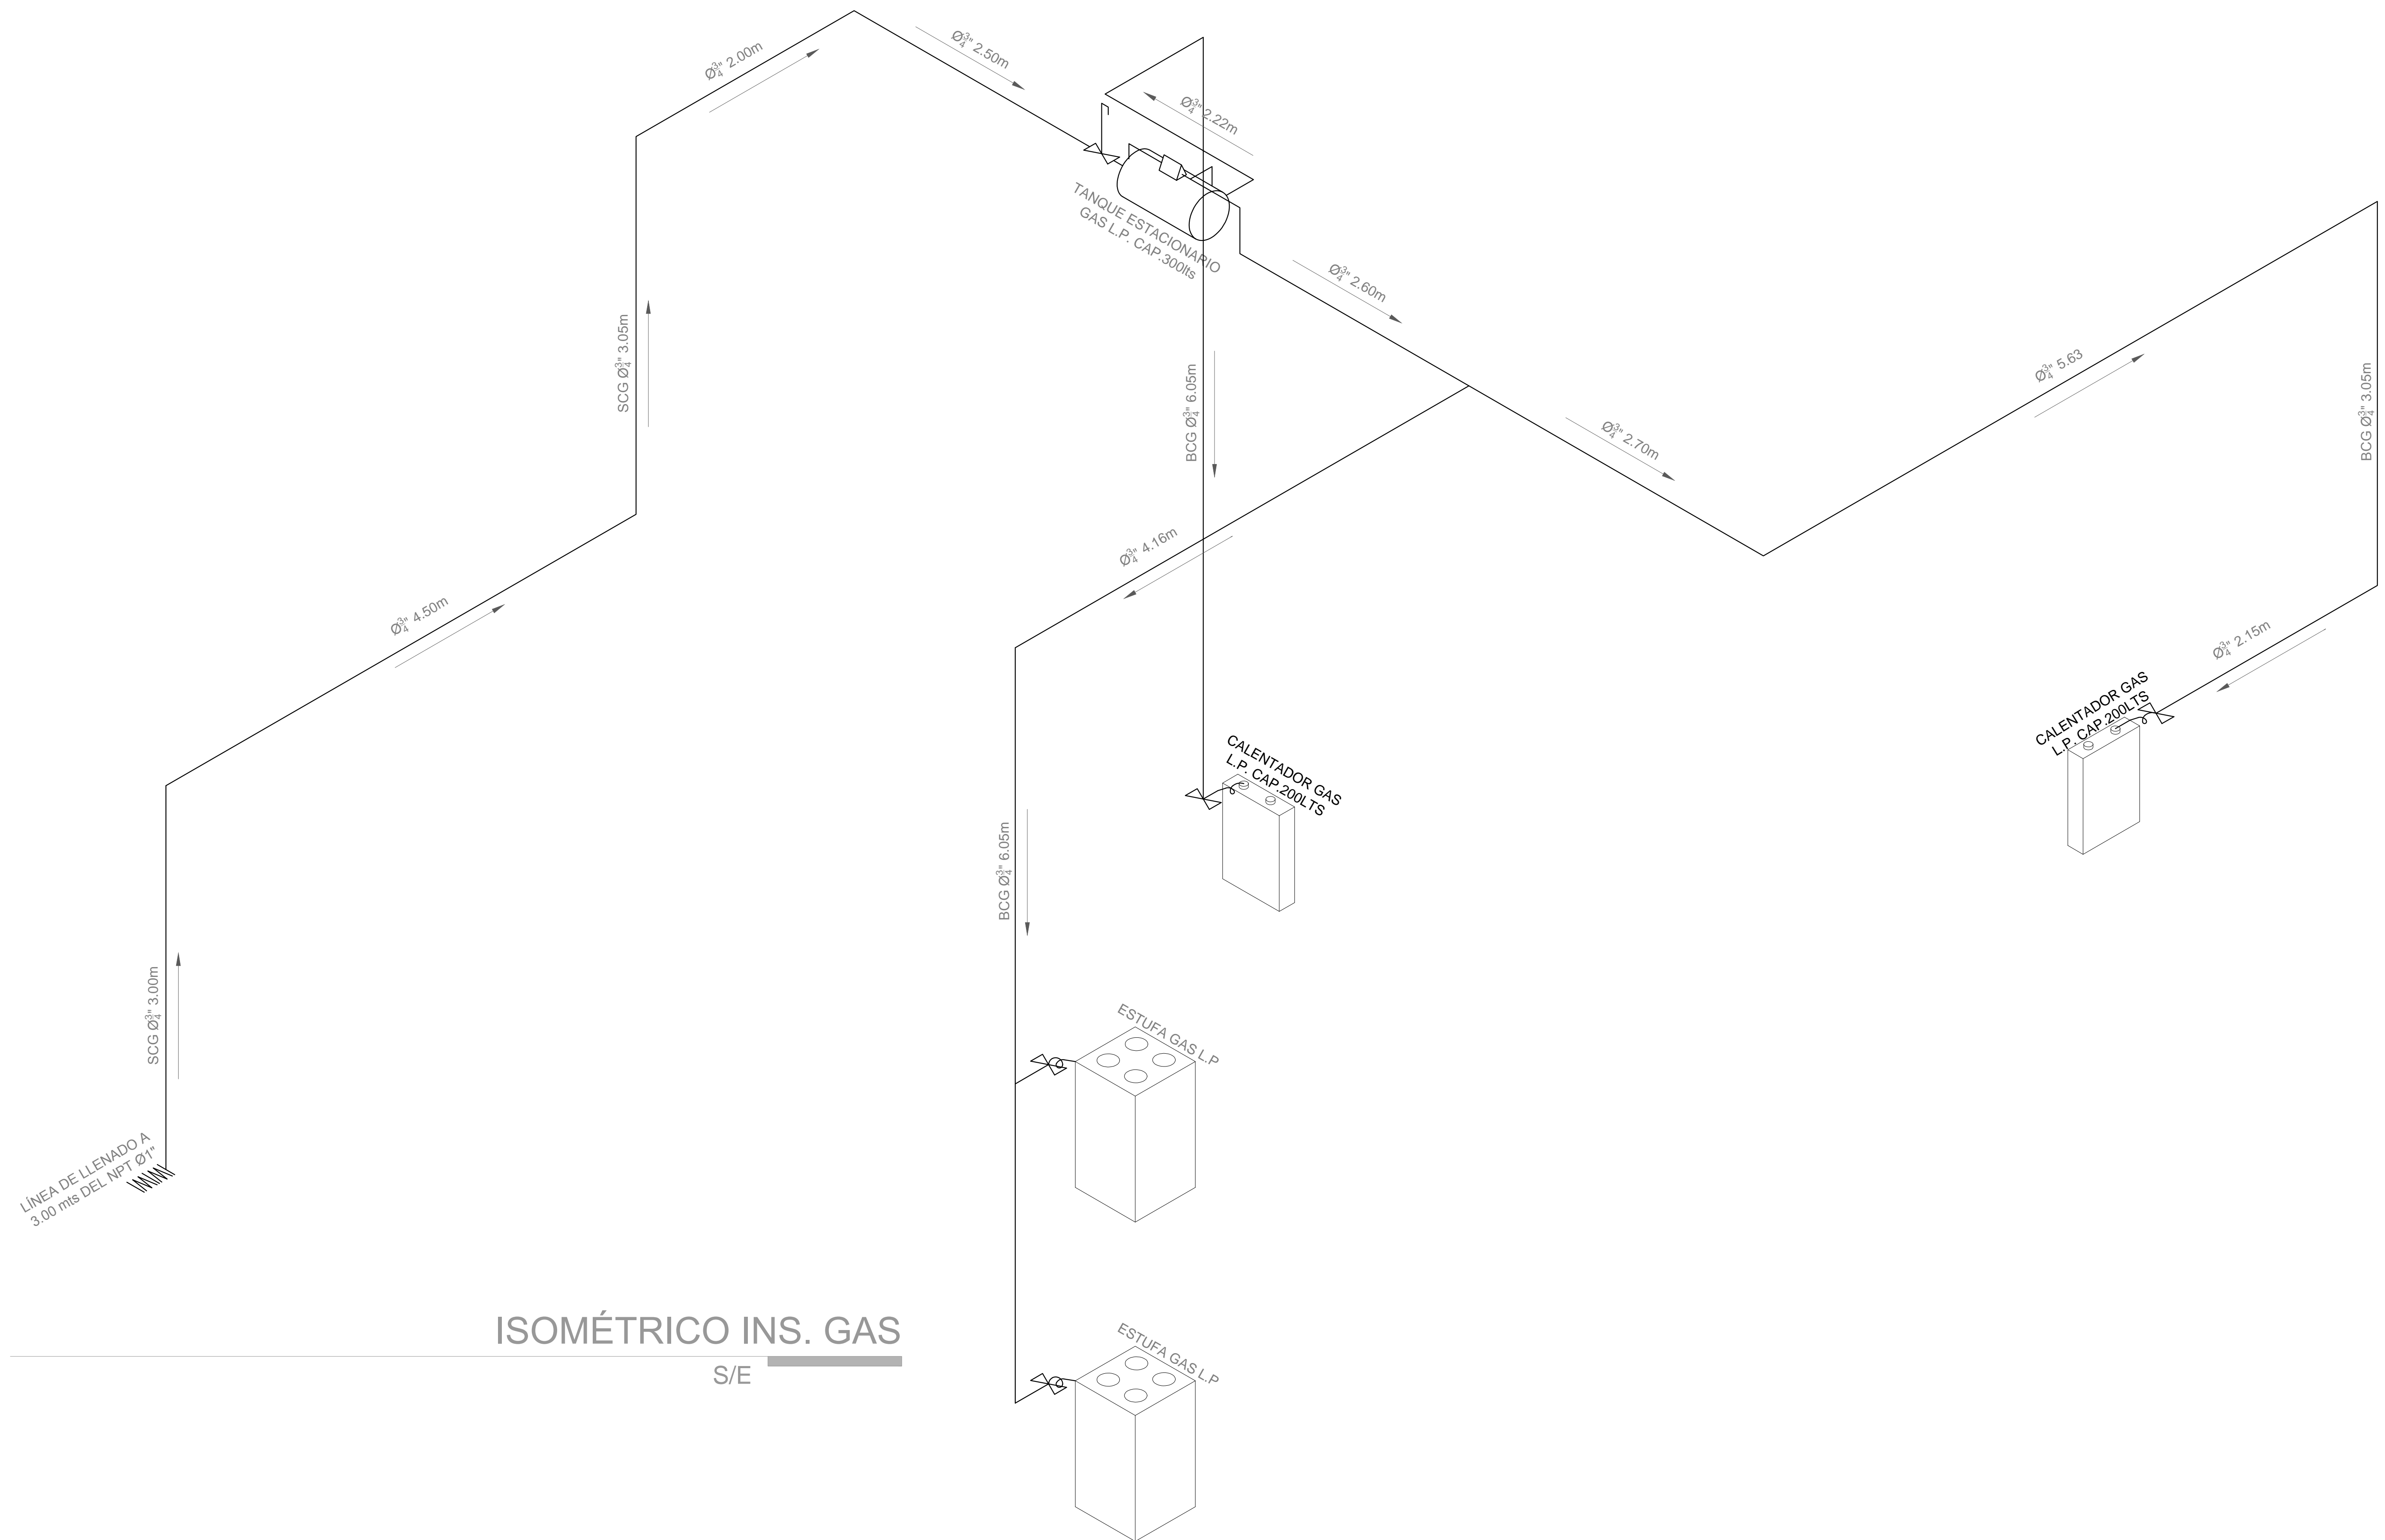 Ø3/4" 2.00m
Ø3/4" 2.50m
Ø3/4" 2.22m
TANQUE ESTACIONARIO
GAS L.P. CAP.300lts
Ø3/4" 2.60m
SCG Ø3/4" 3.05m
BCG Ø3/4" 6.05m
Ø3/4" 5.63
BCG Ø3/4" 3.05m
Ø3/4" 2.70m
Ø3/4" 4.16m
Ø3/4" 4.50m
Ø3/4" 2.15m
CALENTADOR GAS
L.P. CAP.200LTS
CALENTADOR GAS
L.P. CAP.200LTS
BCG Ø3/4" 6.05m
SCG Ø3/4" 3.00m
ESTUFA GAS L.P
LÍNEA DE LLENADO A
3.00 mts DEL NPT Ø1"
ISOMÉTRICO INS. GAS
S/E
ESTUFA GAS L.P